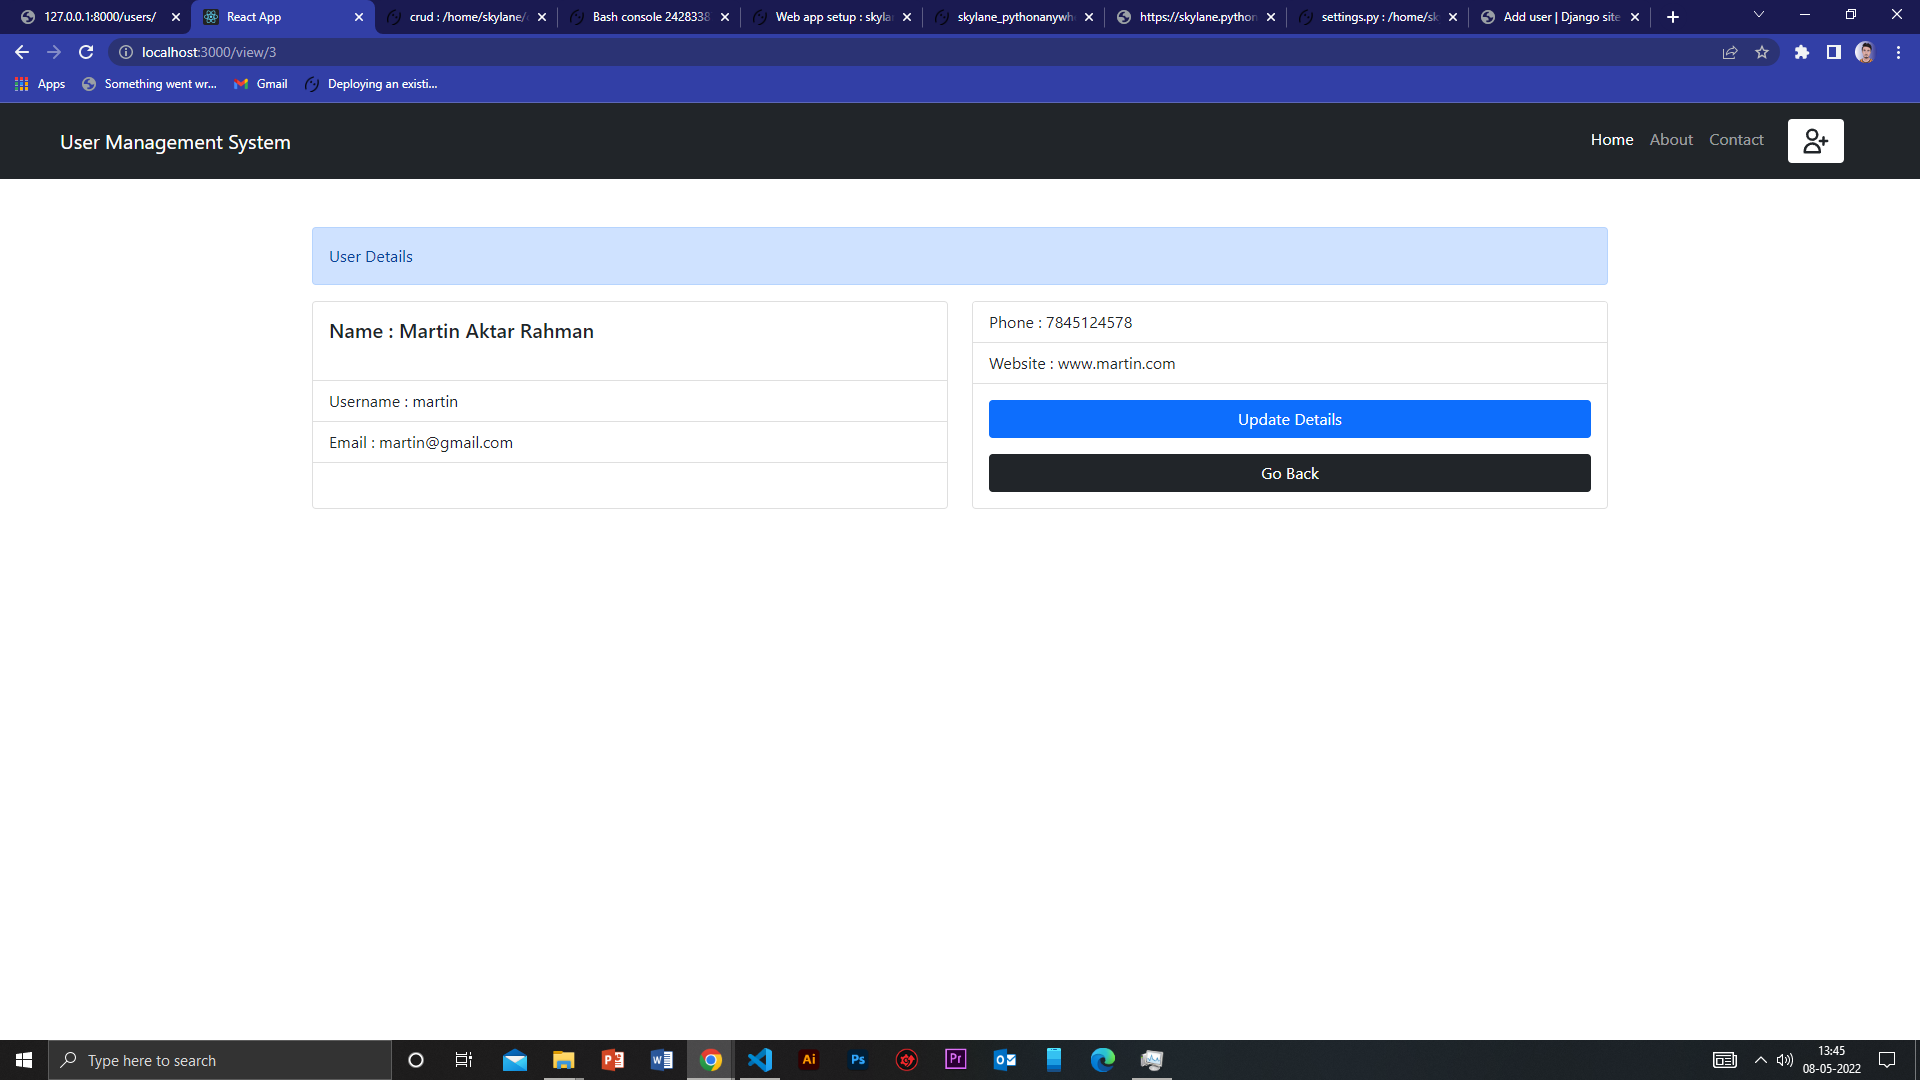 127.0.0.1:8000/users/
React App
crud : /home/skylane/
Bash console 2428338
Web app setup : skyla
skylane_pythonanywh
https://skylane.python
settings.py : /home/sk
Add user | Django site
localhost:3000/view/3
Apps
Something went wr...
Gmail
Deploying an existi...
User Management System
Home
About
Contact
User Details
Name : Martin Aktar Rahman
Username : martin
Email : martin@gmail.com
Phone : 7845124578
Website : www.martin.com
Update Details
Go Back
Type here to search
Ai
Ps
Pr
13:45
08-05-2022